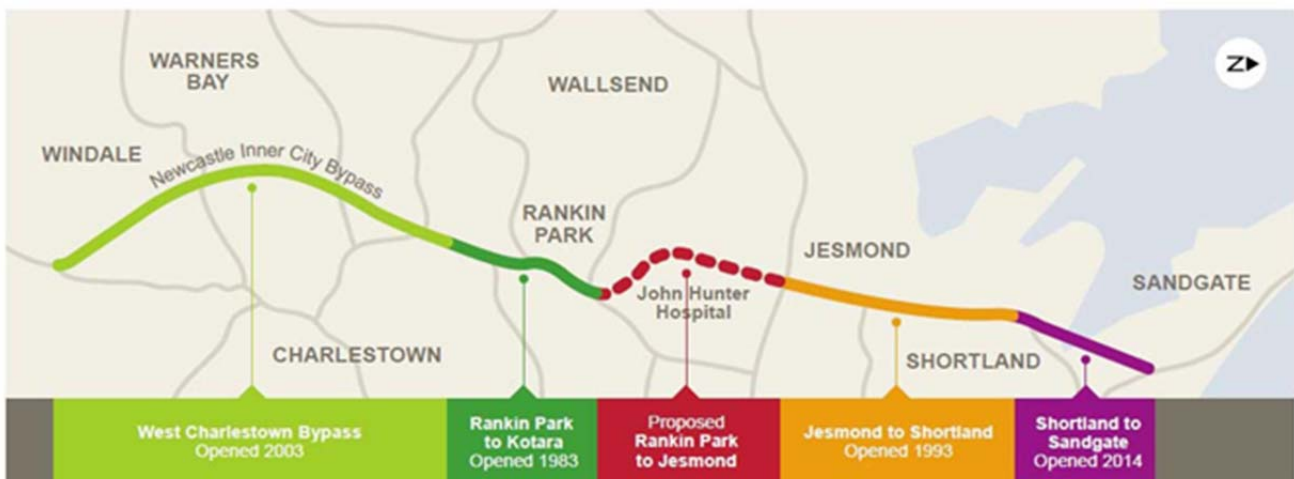 WARNERS
BAY
WALLSEND
Z
WINDALE
Newcastle Inner City Bypass
RANKIN
PARK
JESMOND
SANDGATE
John Hunter
Hospital
CHARLESTOWN
SHORTLAND
West Charlestown Bypass
Opened 2003
Rankin Park
to Kotara
Opened 1983
Proposed
Rankin Park
to Jesmond
Jesmond to Shortland
Opened 1993
Shortland to
Sandgate
Opened 2014